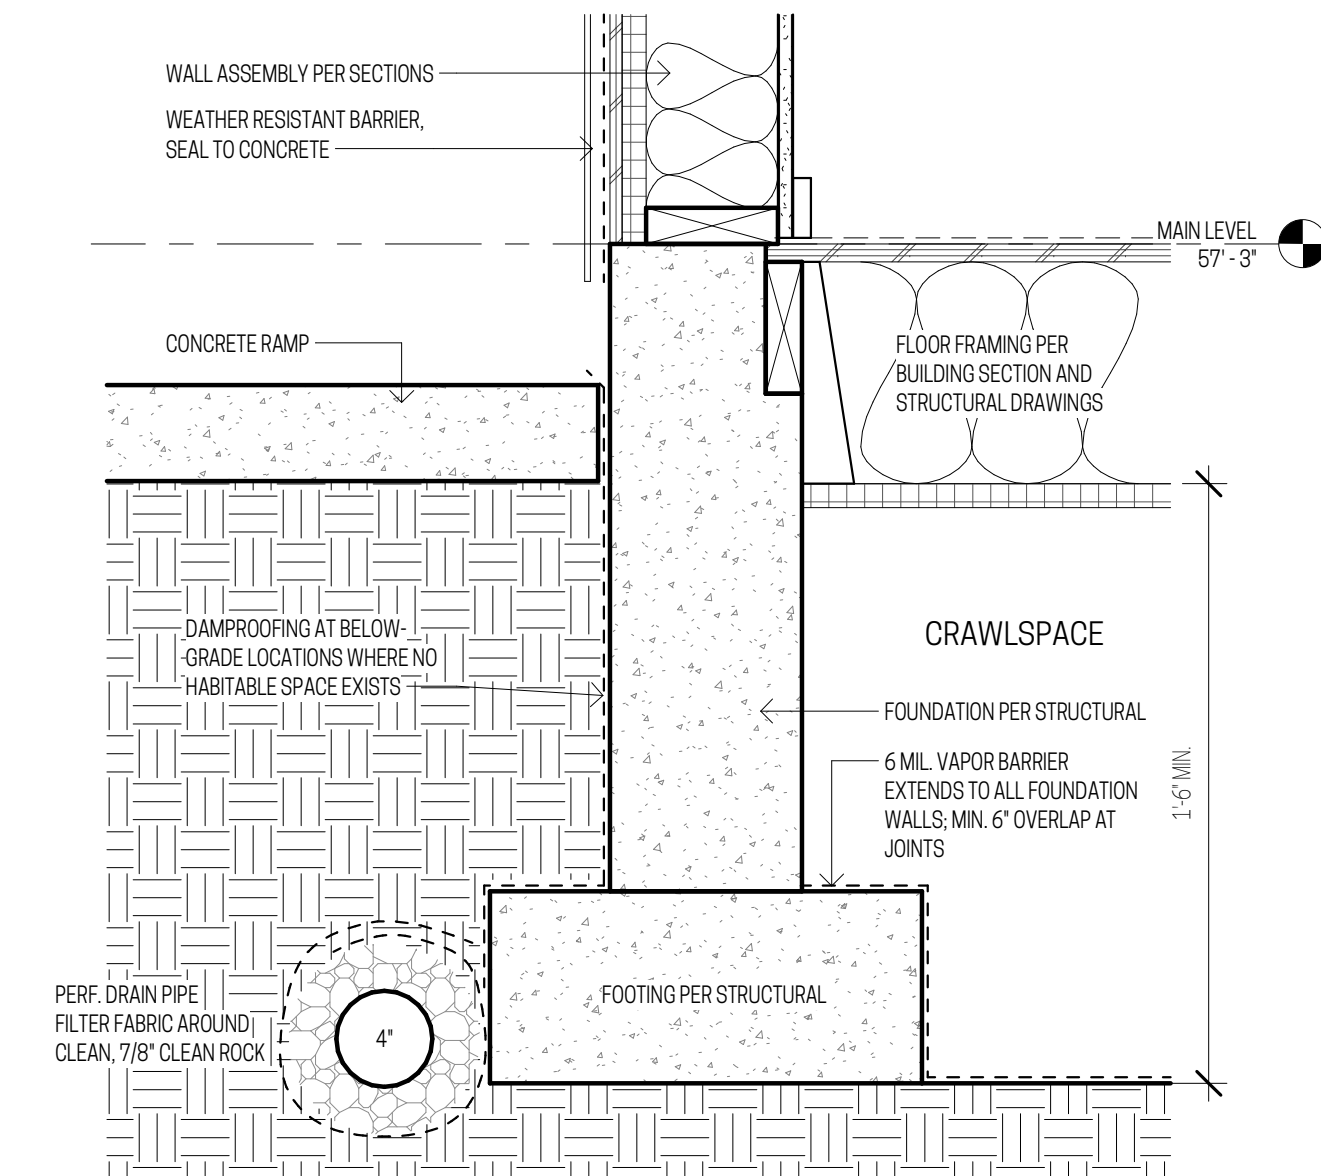 WALL ASSEMBLY PER SECTIONS
WEATHER RESISTANT BARRIER,
SEAL TO CONCRETE
MAIN LEVEL
57' - 3"
CONCRETE RAMP
FLOOR FRAMING PER
BUILDING SECTION AND
STRUCTURAL DRAWINGS
DAMPROOFING AT BELOW-
GRADE LOCATIONS WHERE NO
HABITABLE SPACE EXISTS
CRAWLSPACE
FOUNDATION PER STRUCTURAL
6 MIL. VAPOR BARRIER
EXTENDS TO ALL FOUNDATION
WALLS; MIN. 6" OVERLAP AT
JOINTS
1'-6" MIN.
PERF. DRAIN PIPE
FILTER FABRIC AROUND
CLEAN, 7/8" CLEAN ROCK
4"
FOOTING PER STRUCTURAL